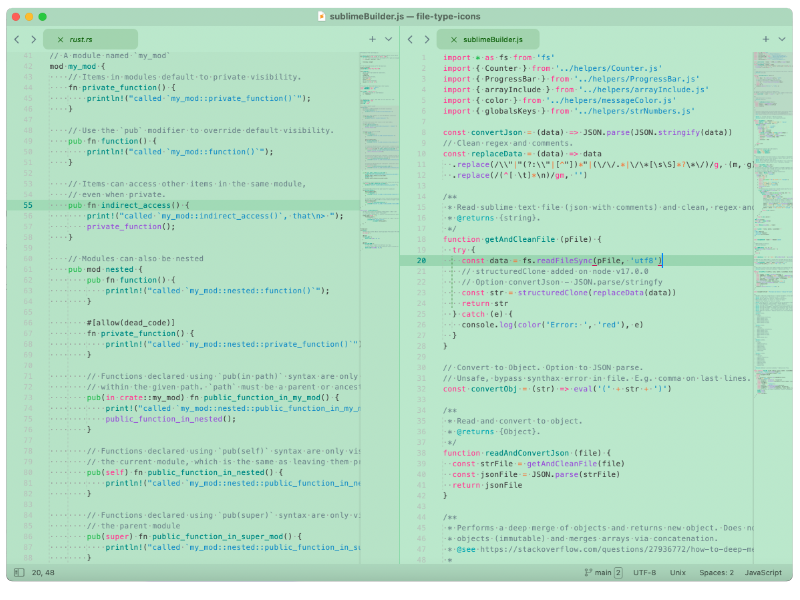 sublimeBuilder.js — file-type-icons
rust.rs
41 // A module named `my_mod`
42 mod my_mod {
43 // Items in modules default to private visibility.
44 fn private_function() {
45 println!("called `my_mod::private_function()`");
46 }
47
48 // Use the `pub` modifier to override default visibility.
49 pub fn function() {
50 println!("called `my_mod::function()`");
51 }
52
53 // Items can access other items in the same module,
54 // even when private.
55 pub fn indirect_access() {
56 print!("called `my_mod::indirect_access()`, that\n> ");
57 private_function();
58 }
59
60 // Modules can also be nested
61 pub mod nested {
62 pub fn function() {
63 println!("called `my_mod::nested::function()`");
64 }
65
66 #[allow(dead_code)]
67 fn private_function() {
68 println!("called `my_mod::nested::private_function()`")
69 }
70
71 // Functions declared using `pub(in path)` syntax are only
72 // within the given path. `path` must be a parent or ances
73 pub(in crate::my_mod) fn public_function_in_my_mod() {
74 print!("called `my_mod::nested::public_function_in_my_m
75 public_function_in_nested();
76 }
77
78 // Functions declared using `pub(self)` syntax are only vis
79 // the current module, which is the same as leaving them p
80 pub(self) fn public_function_in_nested() {
81 println!("called `my_mod::nested::public_function_in_ne
82 }
83
84 // Functions declared using `pub(super)` syntax are only v
85 // the parent module
86 pub(super) fn public_function_in_super_mod() {
87 println!("called `my_mod::nested::public_function_in_su
88 }
sublimeBuilder.js
1 import * as fs from 'fs'
2 import { Counter } from '../helpers/Counter.js'
3 import { ProgressBar } from '../helpers/ProgressBar.js'
4 import { arrayInclude } from '../helpers/arrayInclude.js'
5 import { color } from '../helpers/messageColor.js'
6 import { globalsKeys } from '../helpers/strNumbers.js'
7
8 const convertJson = (data) => JSON.parse(JSON.stringify(data))
9 // Clean regex and comments.
10 const replaceData = (data) => data
11 .replace(/\\"|"(?:\\"|[^"])*"|(\/\/.*|\/\*[\s\S]*?\*\/)/g, (m, g)
12 .replace(/(^[ \t]*\n)/gm, '')
13
14 /**
15 * Read sublime text file (json with comments) and clean, regex an
16 * @returns {string}.
17 */
18 function getAndCleanFile (pFile) {
19 try {
20 const data = fs.readFileSync(pFile, 'utf8')
21 // structuredClone added on node v17.0.0
22 // Option convertJson - JSON.parse/stringfy
23 const str = structuredClone(replaceData(data))
24 return str
25 } catch (e) {
26 console.log(color('Error: ', 'red'), e)
27 }
28 }
29
30 // Convert to Object. Option to JSON.parse.
31 // Unsafe, bypass syntax error in file. E.g. comma on last-lines.
32 const convertObj = (str) => eval('(' + str + ')')
33
34 /**
35 * Read and convert to object.
36 * @returns {Object}.
37 */
38 function readAndConvertJson (file) {
39 const strFile = getAndCleanFile(file)
40 const jsonFile = JSON.parse(strFile)
41 return jsonFile
42 }
43
44 /**
45 * Performs a deep merge of objects and returns new object. Does n
46 * objects (immutable) and merges arrays via concatenation.
47 * @see https://stackoverflow.com/questions/27936772/how-to-deep-m
48 *
20, 48
main 2
UTF-8
Unix
Spaces: 2
JavaScript